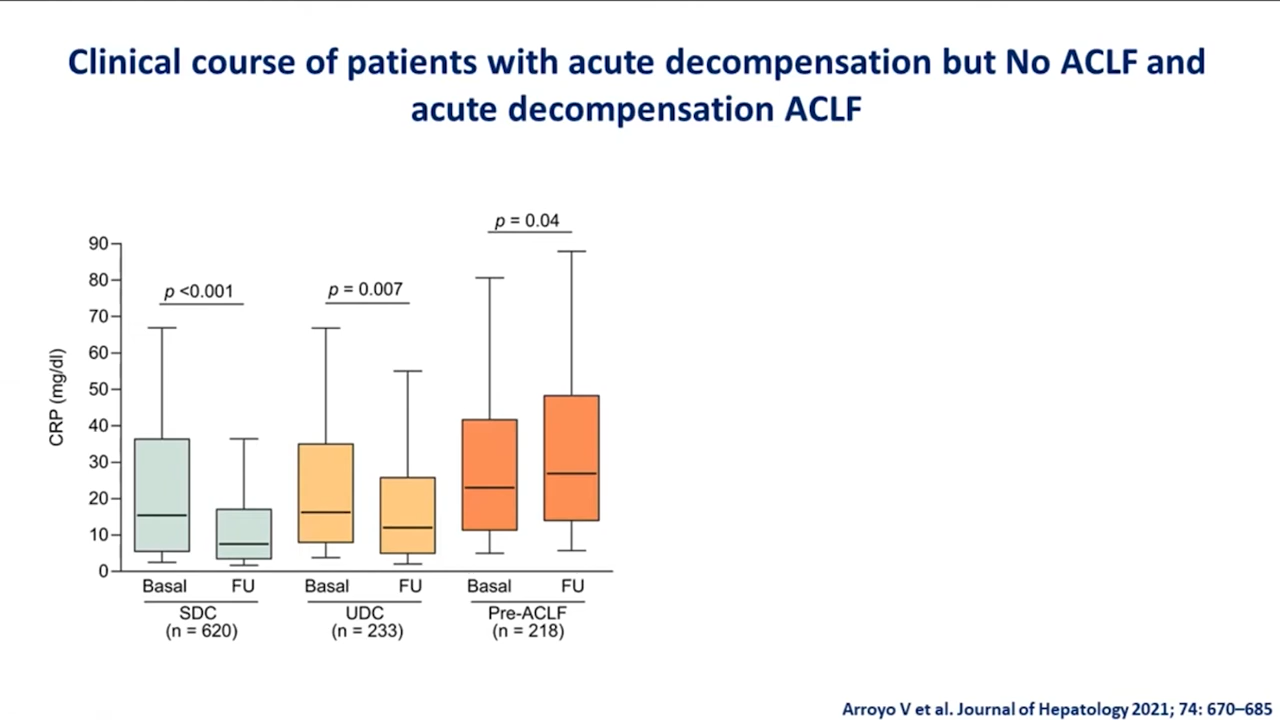 Clinical course of patients with acute decompensation but No ACLF and
acute decompensation ACLF
p = 0.04
p <0.001
p = 0.007
CRP (mg/dl)
90
80
70
60
50
40
30
20
10
0
Basal FU Basal FU Basal FU
SDC UDC Pre-ACLF
(n = 620) (n = 233) (n = 218)
Arroyo V et al. Journal of Hepatology 2021; 74: 670–685